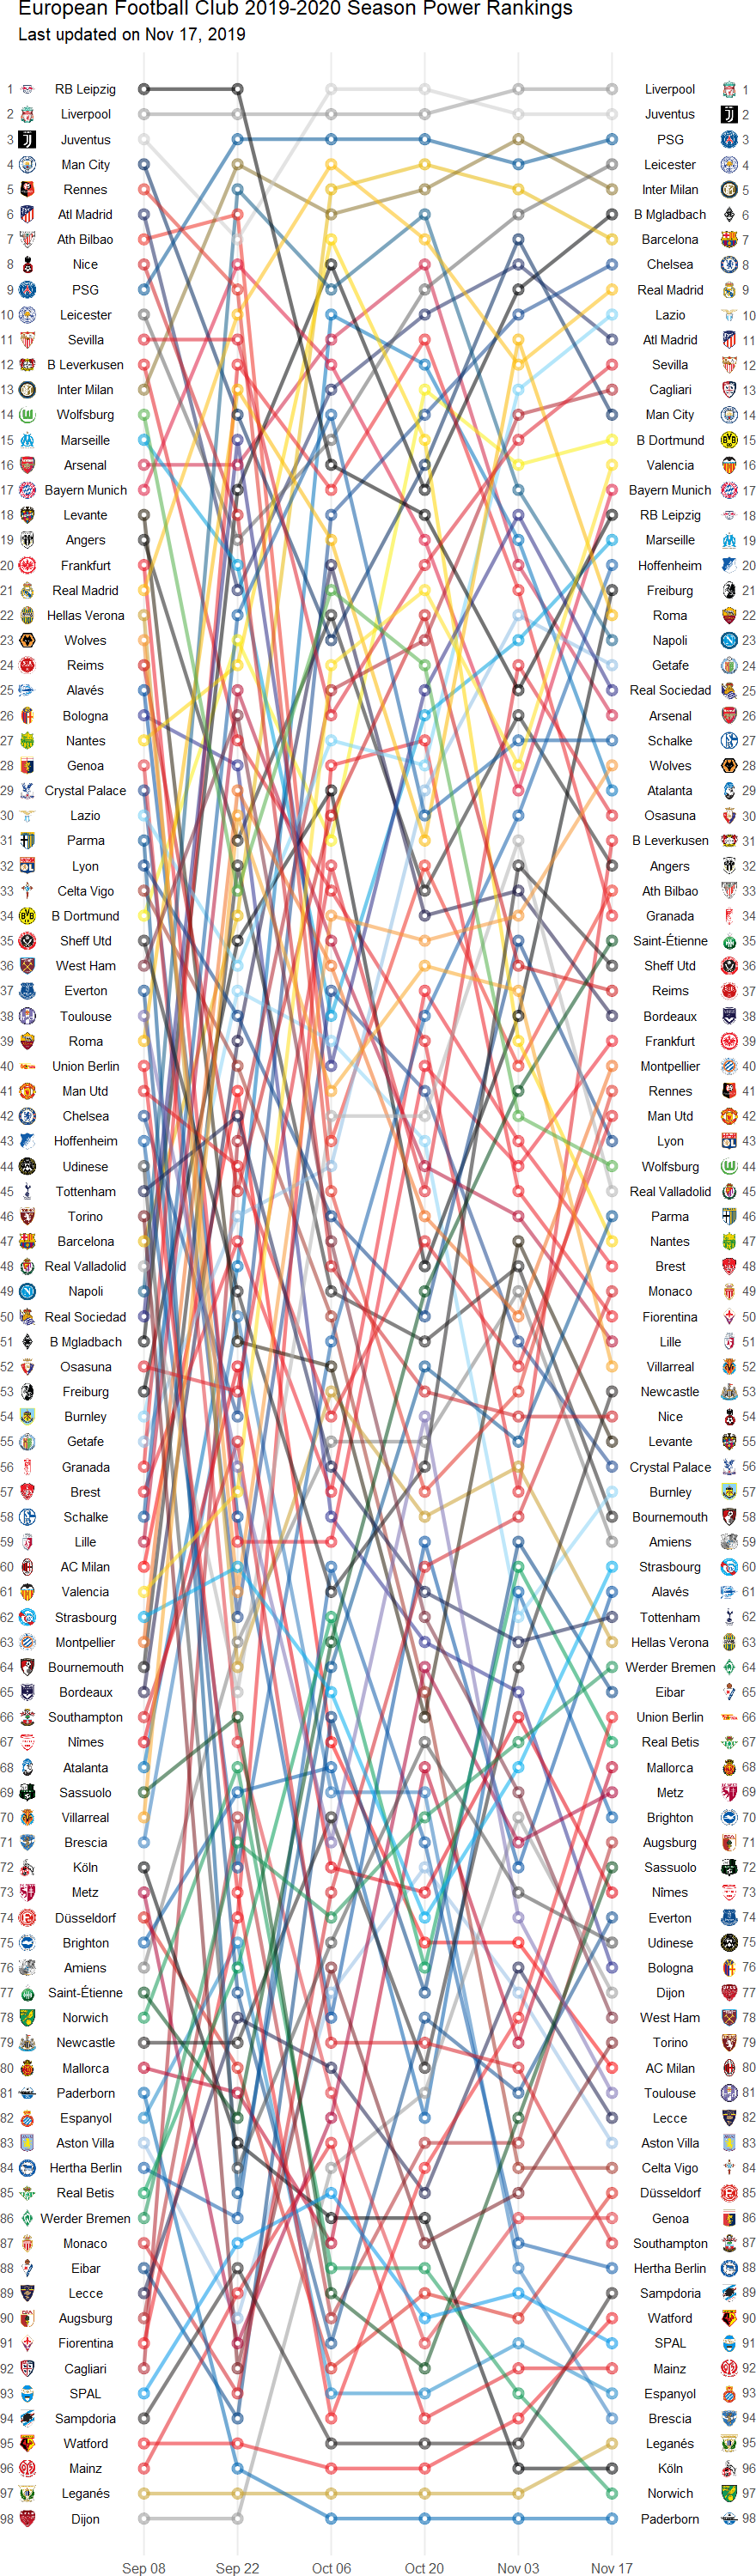 European Football Club 2019-2020 Season Power Rankings
Last updated on Nov 17, 2019
1 RB Leipzig Liverpool 1
2 Liverpool Juventus 2
3 Juventus PSG 3
4 Man City Leicester 4
5 Rennes Inter Milan 5
6 Atl Madrid B Mgladbach 6
7 Ath Bilbao Barcelona 7
8 Nice Chelsea 8
9 PSG Real Madrid 9
10 Leicester Lazio 10
11 Sevilla Atl Madrid 11
12 B Leverkusen Sevilla 12
13 Inter Milan Cagliari 13
14 Wolfsburg Man City 14
15 Marseille B Dortmund 15
16 Arsenal Valencia 16
17 Bayern Munich Bayern Munich 17
18 Levante RB Leipzig 18
19 Angers Marseille 19
20 Frankfurt Hoffenheim 20
21 Real Madrid Freiburg 21
22 Hellas Verona Roma 22
23 Wolves Napoli 23
24 Reims Getafe 24
25 Alavés Real Sociedad 25
26 Bologna Arsenal 26
27 Nantes Schalke 27
28 Genoa Wolves 28
29 Crystal Palace Atalanta 29
30 Lazio Osasuna 30
31 Parma B Leverkusen 31
32 Lyon Angers 32
33 Celta Vigo Ath Bilbao 33
34 B Dortmund Granada 34
35 Sheff Utd Saint-Étienne 35
36 West Ham Sheff Utd 36
37 Everton Reims 37
38 Toulouse Bordeaux 38
39 Roma Frankfurt 39
40 Union Berlin Montpellier 40
41 Man Utd Rennes 41
42 Chelsea Man Utd 42
43 Hoffenheim Lyon 43
44 Udinese Wolfsburg 44
45 Tottenham Real Valladolid 45
46 Torino Parma 46
47 Barcelona Nantes 47
48 Real Valladolid Brest 48
49 Napoli Monaco 49
50 Real Sociedad Fiorentina 50
51 B Mgladbach Lille 51
52 Osasuna Villarreal 52
53 Freiburg Newcastle 53
54 Burnley Nice 54
55 Getafe Levante 55
56 Granada Crystal Palace 56
57 Brest Burnley 57
58 Schalke Bournemouth 58
59 Lille Amiens 59
60 AC Milan Strasbourg 60
61 Valencia Alavés 61
62 Strasbourg Tottenham 62
63 Montpellier Hellas Verona 63
64 Bournemouth Werder Bremen 64
65 Bordeaux Eibar 65
66 Southampton Union Berlin 66
67 Nîmes Real Betis 67
68 Atalanta Mallorca 68
69 Sassuolo Metz 69
70 Villarreal Brighton 70
71 Brescia Augsburg 71
72 Köln Sassuolo 72
73 Metz Nîmes 73
74 Düsseldorf Everton 74
75 Brighton Udinese 75
76 Amiens Bologna 76
77 Saint-Étienne Dijon 77
78 Norwich West Ham 78
79 Newcastle Torino 79
80 Mallorca AC Milan 80
81 Paderborn Toulouse 81
82 Espanyol Lecce 82
83 Aston Villa Aston Villa 83
84 Hertha Berlin Celta Vigo 84
85 Real Betis Düsseldorf 85
86 Werder Bremen Genoa 86
87 Monaco Southampton 87
88 Eibar Hertha Berlin 88
89 Lecce Sampdoria 89
90 Augsburg Watford 90
91 Fiorentina SPAL 91
92 Cagliari Mainz 92
93 SPAL Espanyol 93
94 Sampdoria Brescia 94
95 Watford Leganés 95
96 Mainz Köln 96
97 Leganés Norwich 97
98 Dijon Paderborn 98
Sep 08 Sep 22 Oct 06 Oct 20 Nov 03 Nov 17